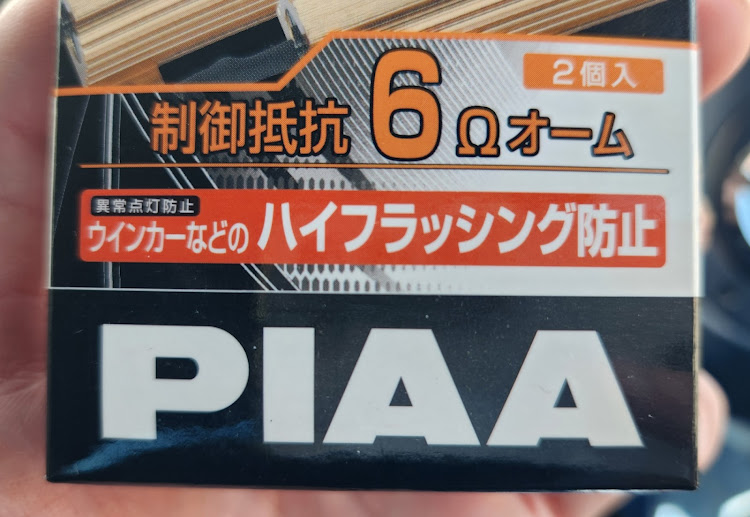 2個入
制御抵抗 6Ωオーム
異常点灯防止
ウインカーなどの ハイフラッシング防止
PIAA